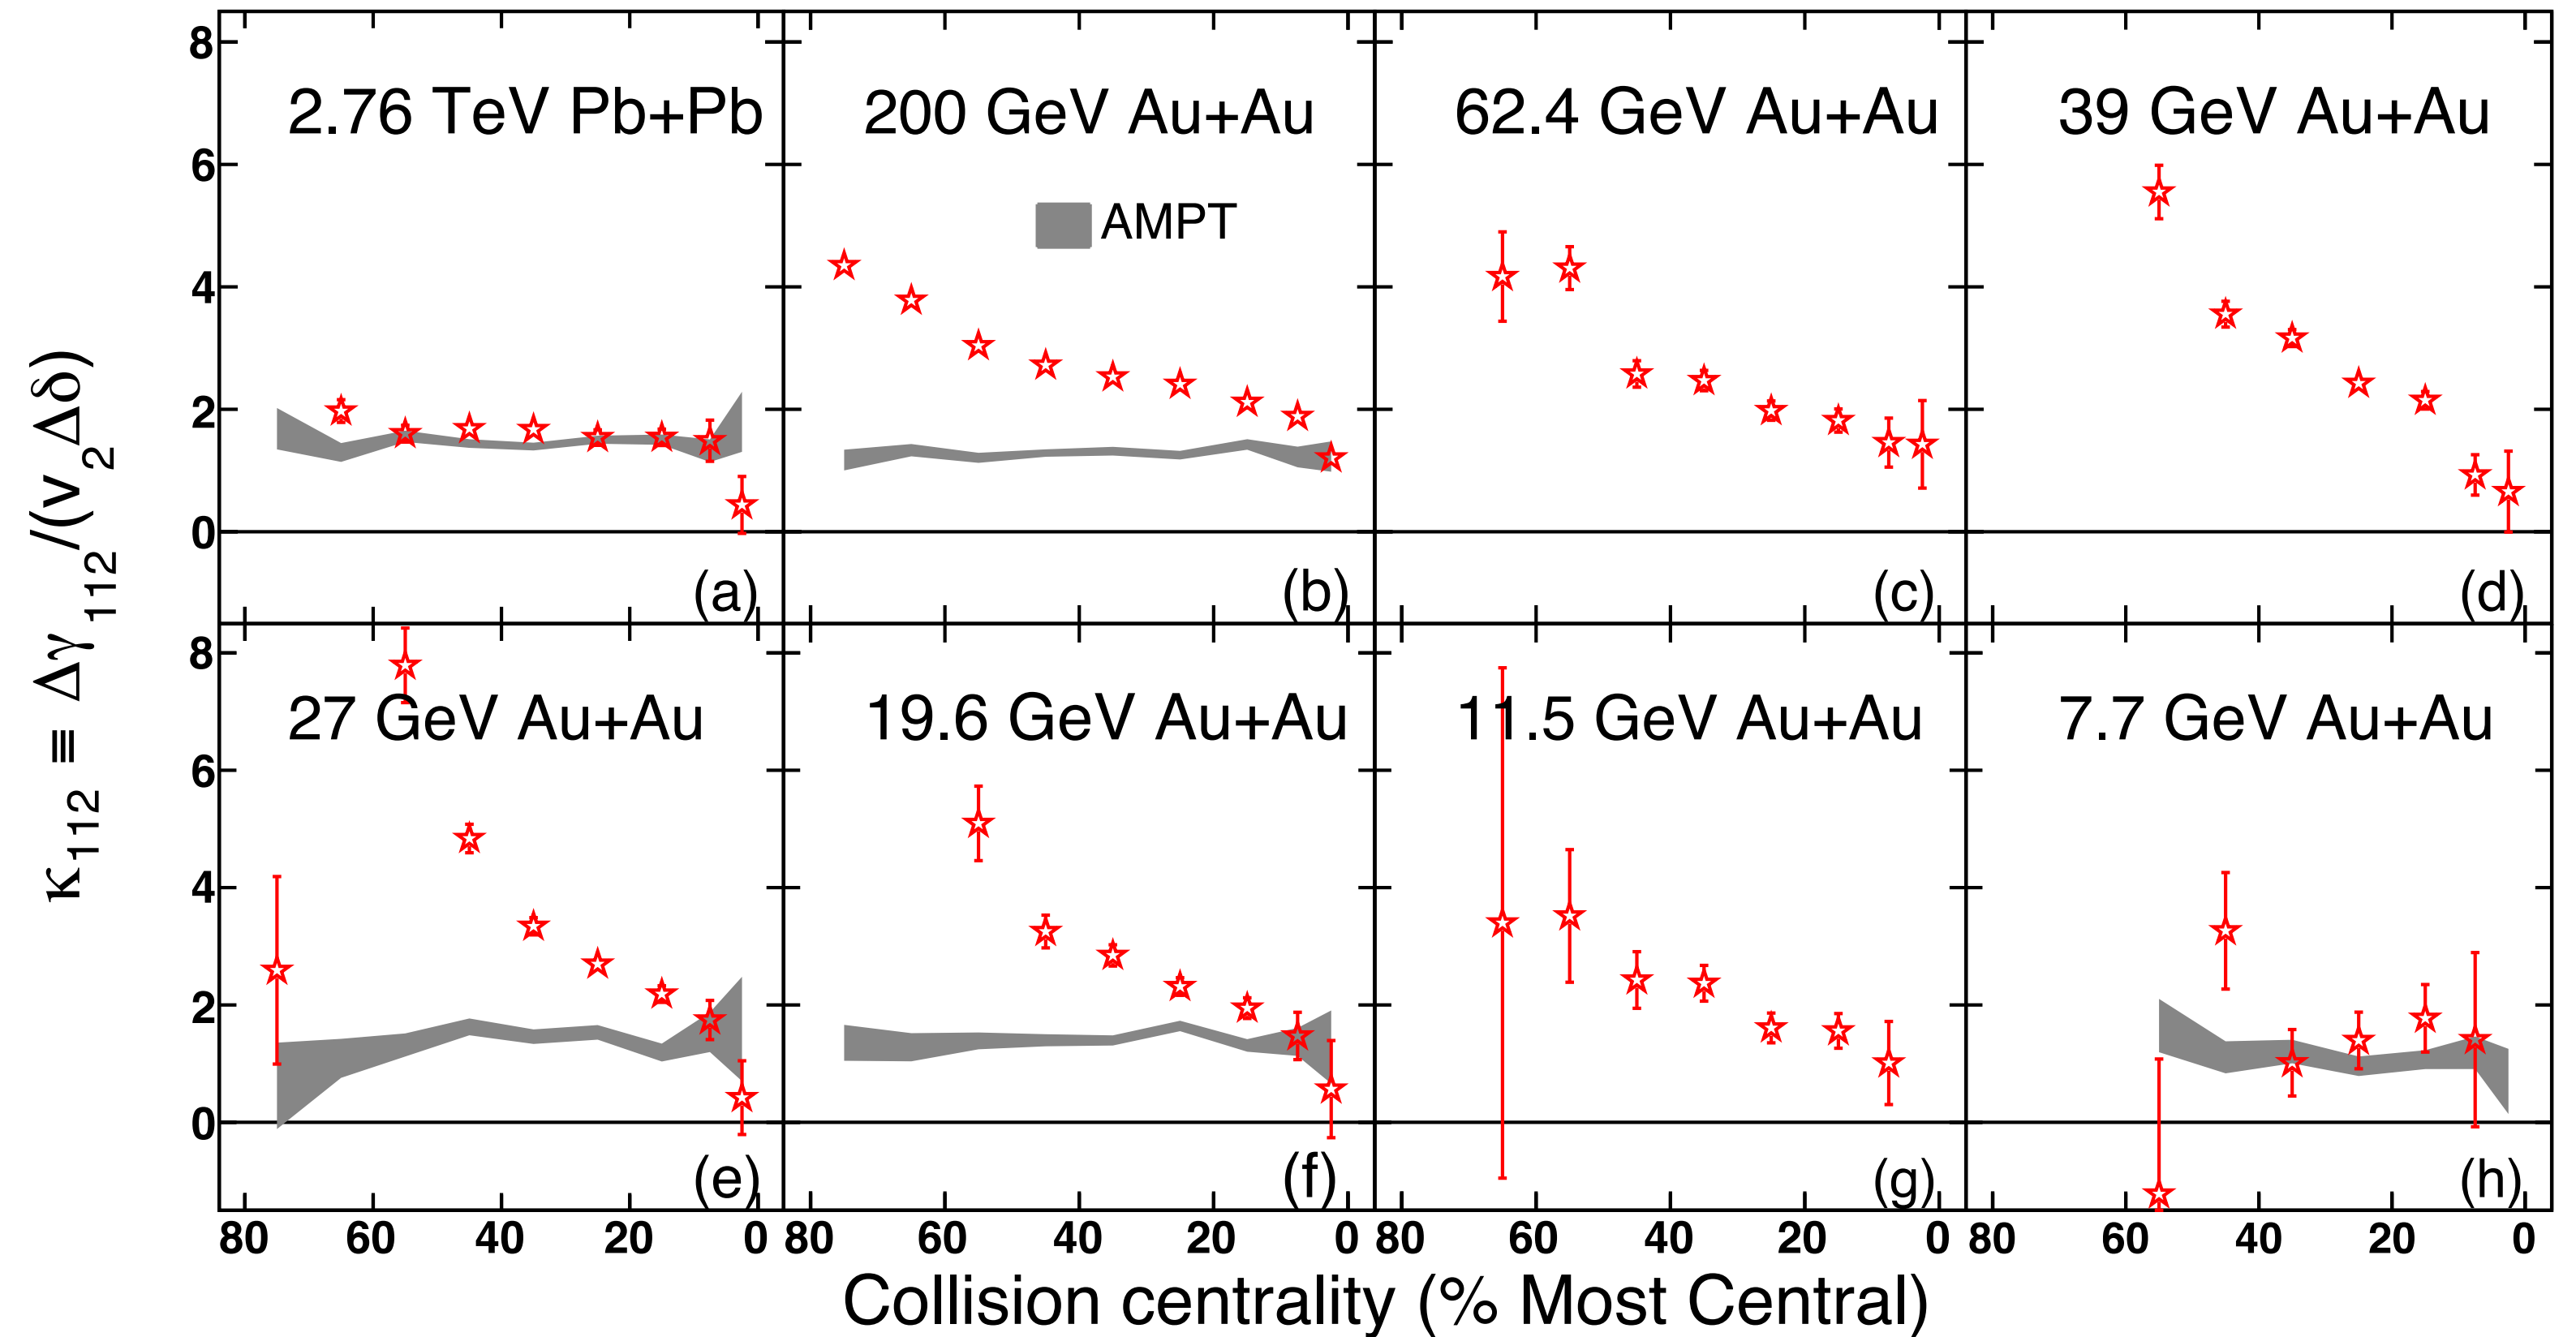 κ112 ≡ Δγ 112/(v2Δδ)
8
6
4
2
0
2.76 TeV Pb+Pb
(a)
200 GeV Au+Au
AMPT
(b)
62.4 GeV Au+Au
(c)
39 GeV Au+Au
(d)
8
6
4
2
0
27 GeV Au+Au
(e)
19.6 GeV Au+Au
(f)
11.5 GeV Au+Au
(g)
7.7 GeV Au+Au
(h)
80 60 40 20 0 80 60 40 20 0 80 60 40 20 0 80 60 40 20 0
Collision centrality (% Most Central)